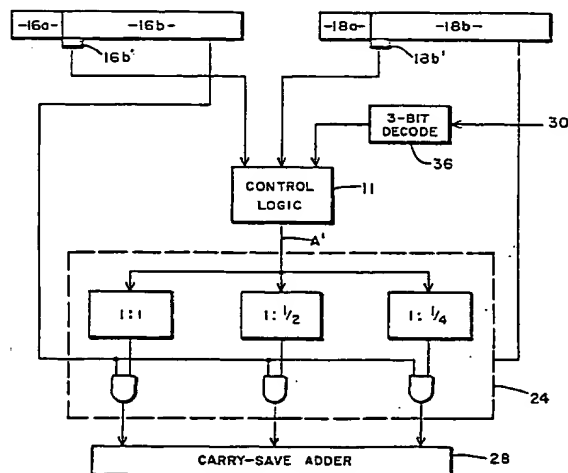 -16a- -16b-
-18a- -18b-
16b'
18b'
3-BIT
DECODE
30
36
CONTROL
LOGIC
11
A'
1:1
1:1/2
1:1/4
24
CARRY-SAVE ADDER
28